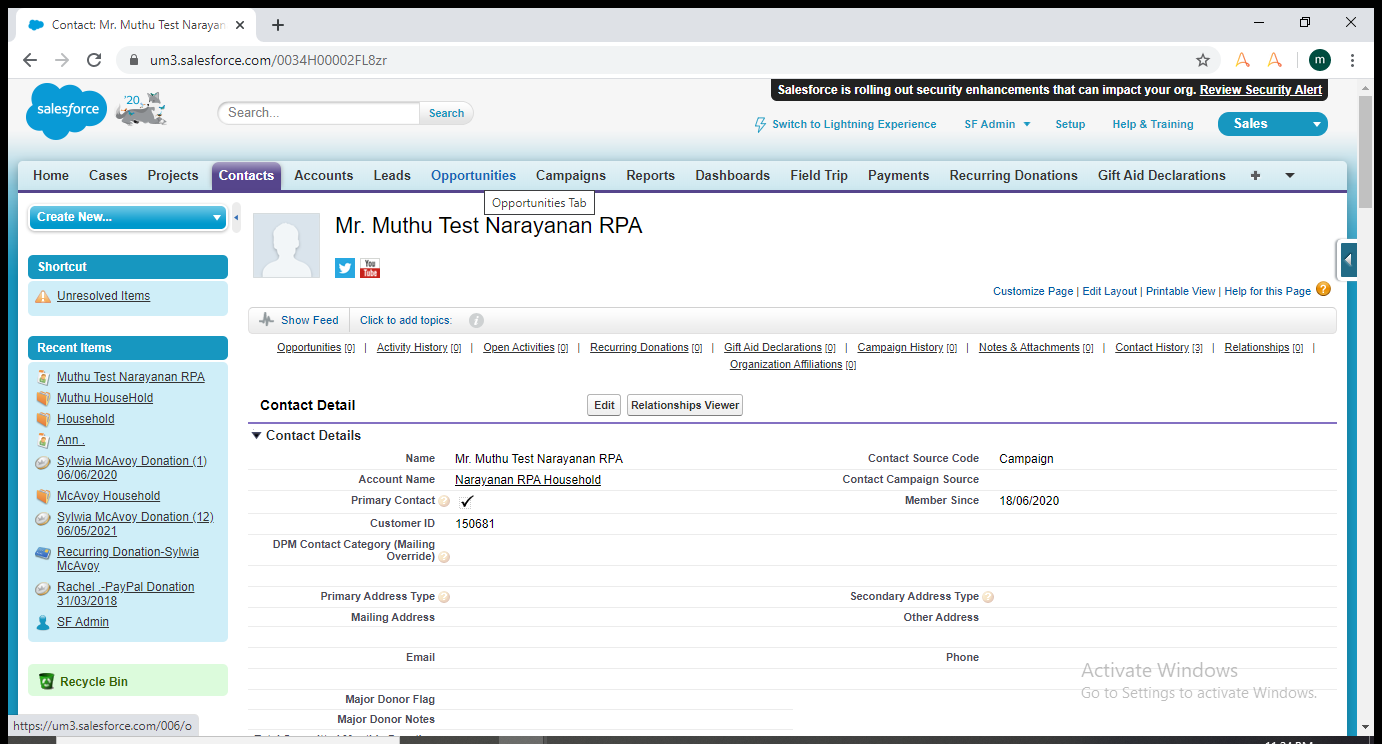 Contact: Mr. Muthu Test Narayan
um3.salesforce.com/0034H00002FL8zr
m
Salesforce is rolling out security enhancements that can impact your org. Review Security Alert
salesforce
'20
Search...
Search
Switch to Lightning Experience
SF Admin
Setup
Help & Training
Sales
Home Cases Projects Contacts Accounts Leads Opportunities Campaigns Reports Dashboards Field Trip Payments Recurring Donations Gift Aid Declarations
Opportunities Tab
Create New...
Mr. Muthu Test Narayanan RPA
You
Tube
Shortcut
Unresolved Items
Customize Page | Edit Layout | Printable View | Help for this Page ?
Show Feed
Click to add topics: i
Opportunities [0] | Activity History [0] | Open Activities [0] | Recurring Donations [0] | Gift Aid Declarations [0] | Campaign History [0] | Notes & Attachments [0] | Contact History [3] | Relationships [0] |
Organization Affiliations [0]
Recent Items
Muthu Test Narayanan RPA
Muthu HouseHold
Household
Ann .
Sylwia McAvoy Donation (1)
06/06/2020
McAvoy Household
Sylwia McAvoy Donation (12)
06/05/2021
Recurring Donation-Sylwia
McAvoy
Rachel .-PayPal Donation
31/03/2018
SF Admin
Recycle Bin
Contact Detail
Edit
Relationships Viewer
Contact Details
Name Mr. Muthu Test Narayanan RPA
Contact Source Code Campaign
Account Name Narayanan RPA Household
Contact Campaign Source
Primary Contact ?
Member Since 18/06/2020
Customer ID 150681
DPM Contact Category (Mailing
Override) ?
Primary Address Type ?
Secondary Address Type ?
Mailing Address
Other Address
Email
Phone
Major Donor Flag
Major Donor Notes
Activate Windows
Go to Settings to activate Windows.
https://um3.salesforce.com/006/o